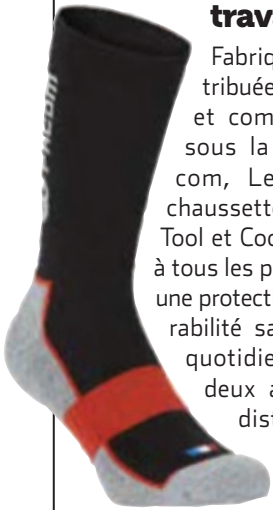 trav
Fabriq
tribuée
et com
sous la
com, Le
chaussette
Tool et Coc
à tous les p
une protect
rabilité sa
quotidie
deux a
dist